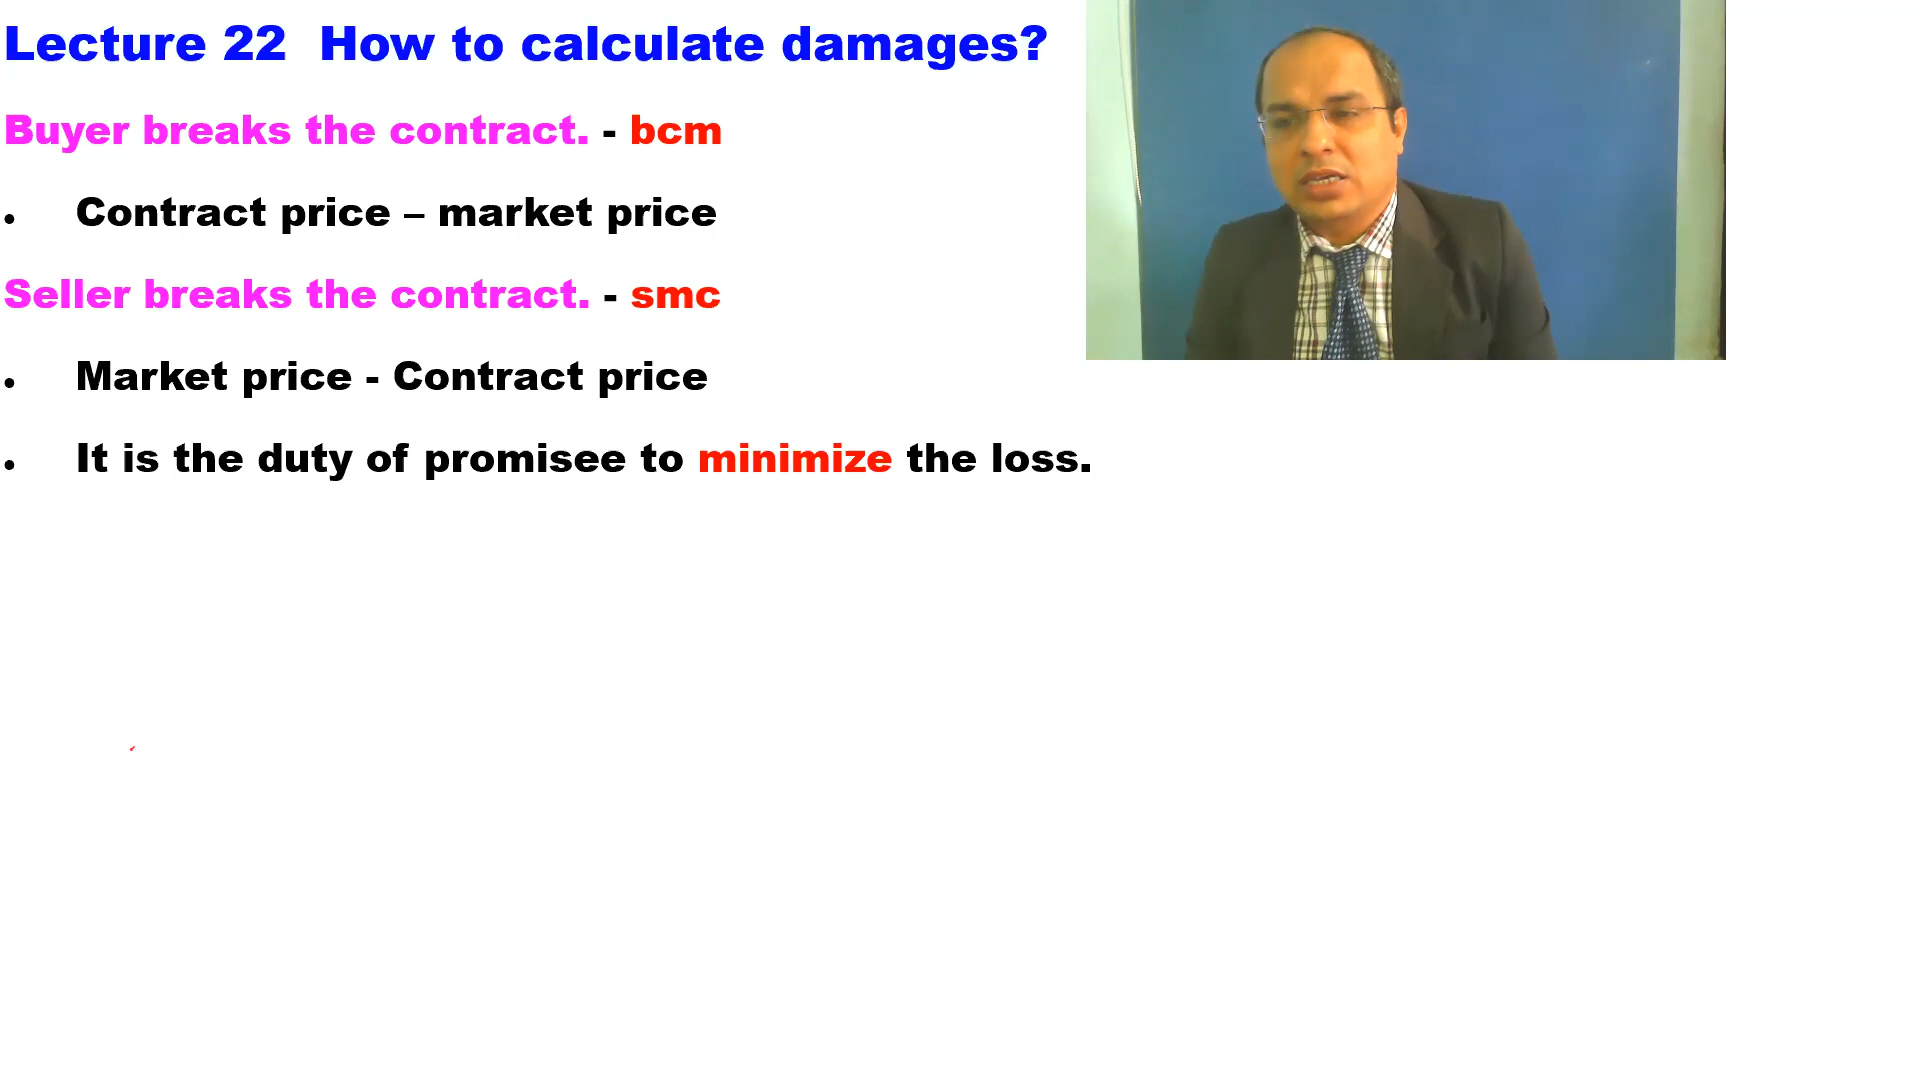 Lecture 22  How to calculate damages?
Buyer breaks the contract. - bcm
• Contract price – market price
Seller breaks the contract. - smc
• Market price - Contract price
• It is the duty of promisee to minimize the loss.